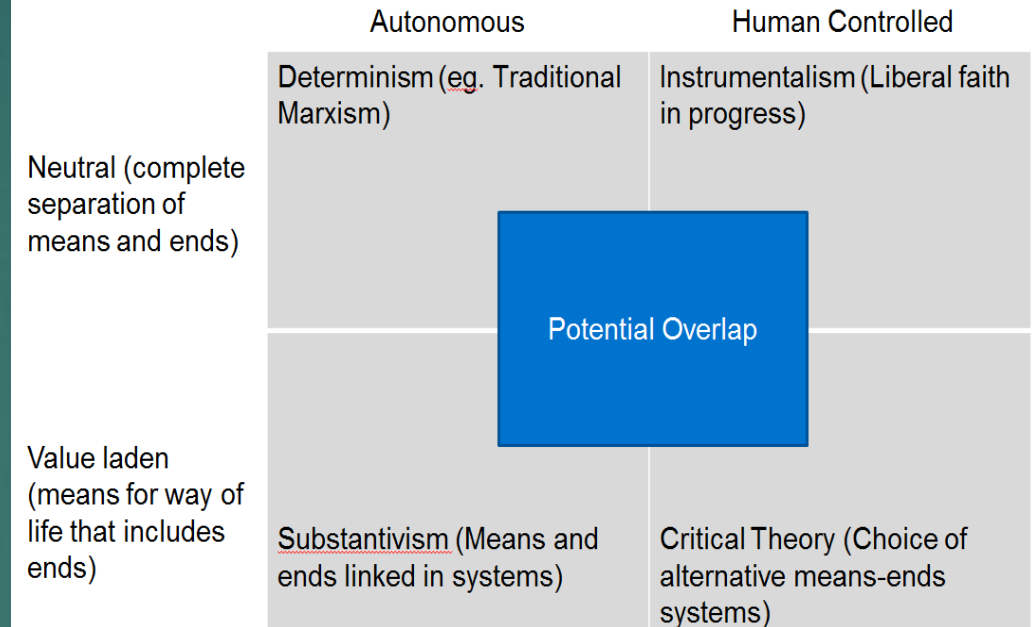 Autonomous
Human Controlled
Determinism (eg. Traditional
Marxism)
Instrumentalism (Liberal faith
in progress)
Neutral (complete
separation of
means and ends)
Potential Overlap
Value laden
(means for way of
life that includes
ends)
Substantivism (Means and
ends linked in systems)
Critical Theory (Choice of
alternative means-ends
systems)